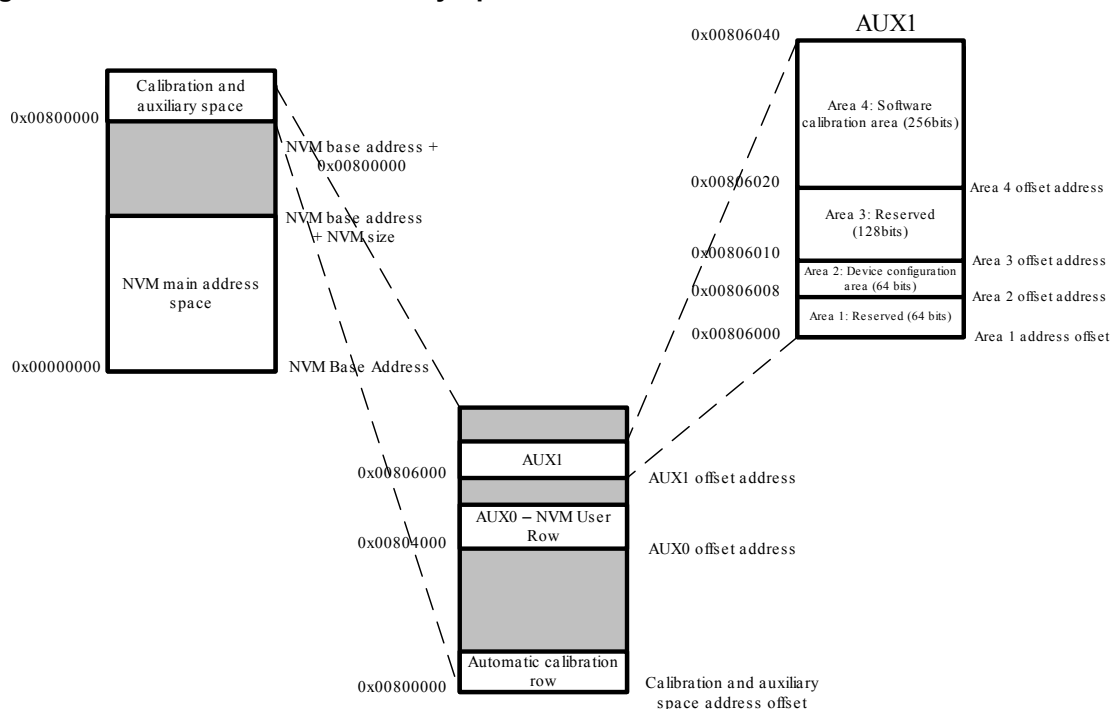 AUX1
0x00806040
Calibration and
auxiliary space
0x00800000
NVM base address +
0x00800000
NVM base address
+ NVM size
NVM main address
space
0x00000000
NVM Base Address
Area 4: Software
calibration area (256bits)
0x00806020
Area 4 offset address
Area 3: Reserved
(128bits)
0x00806010
Area 3 offset address
Area 2: Device configuration
area (64 bits)
0x00806008
Area 2 offset address
Area 1: Reserved (64 bits)
0x00806000
Area 1 address offset
AUX1
0x00806000
AUX1 offset address
AUX0 – NVM User
Row
0x00804000
AUX0 offset address
Automatic calibration
row
0x00800000
Calibration and auxiliary
space address offset